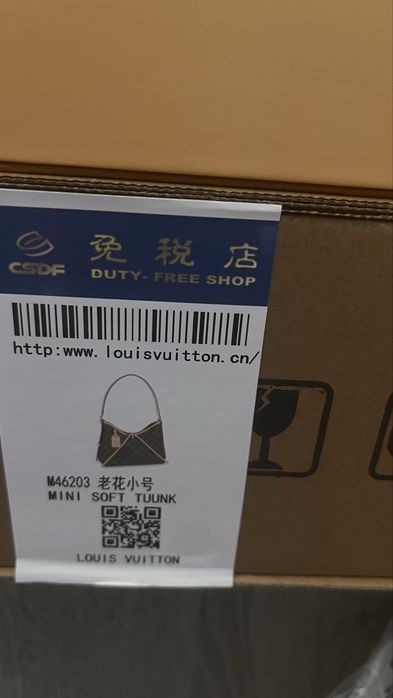 CSDF 免税店
DUTY-FREE SHOP
http:www.louisvuitton.cn/
M46203 老花小号
MINI SOFT TUUNK
LOUIS VUITTON